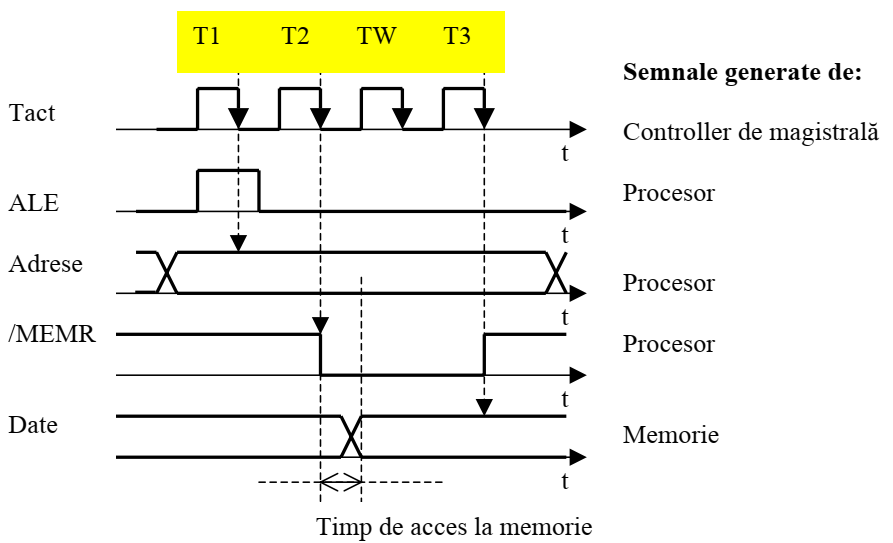 T1 T2 TW T3
Semnale generate de:
Tact
t
Controller de magistrală
ALE
t
Procesor
Adrese
t
Procesor
/MEMR
t
Procesor
Date
t
Memorie
Timp de acces la memorie